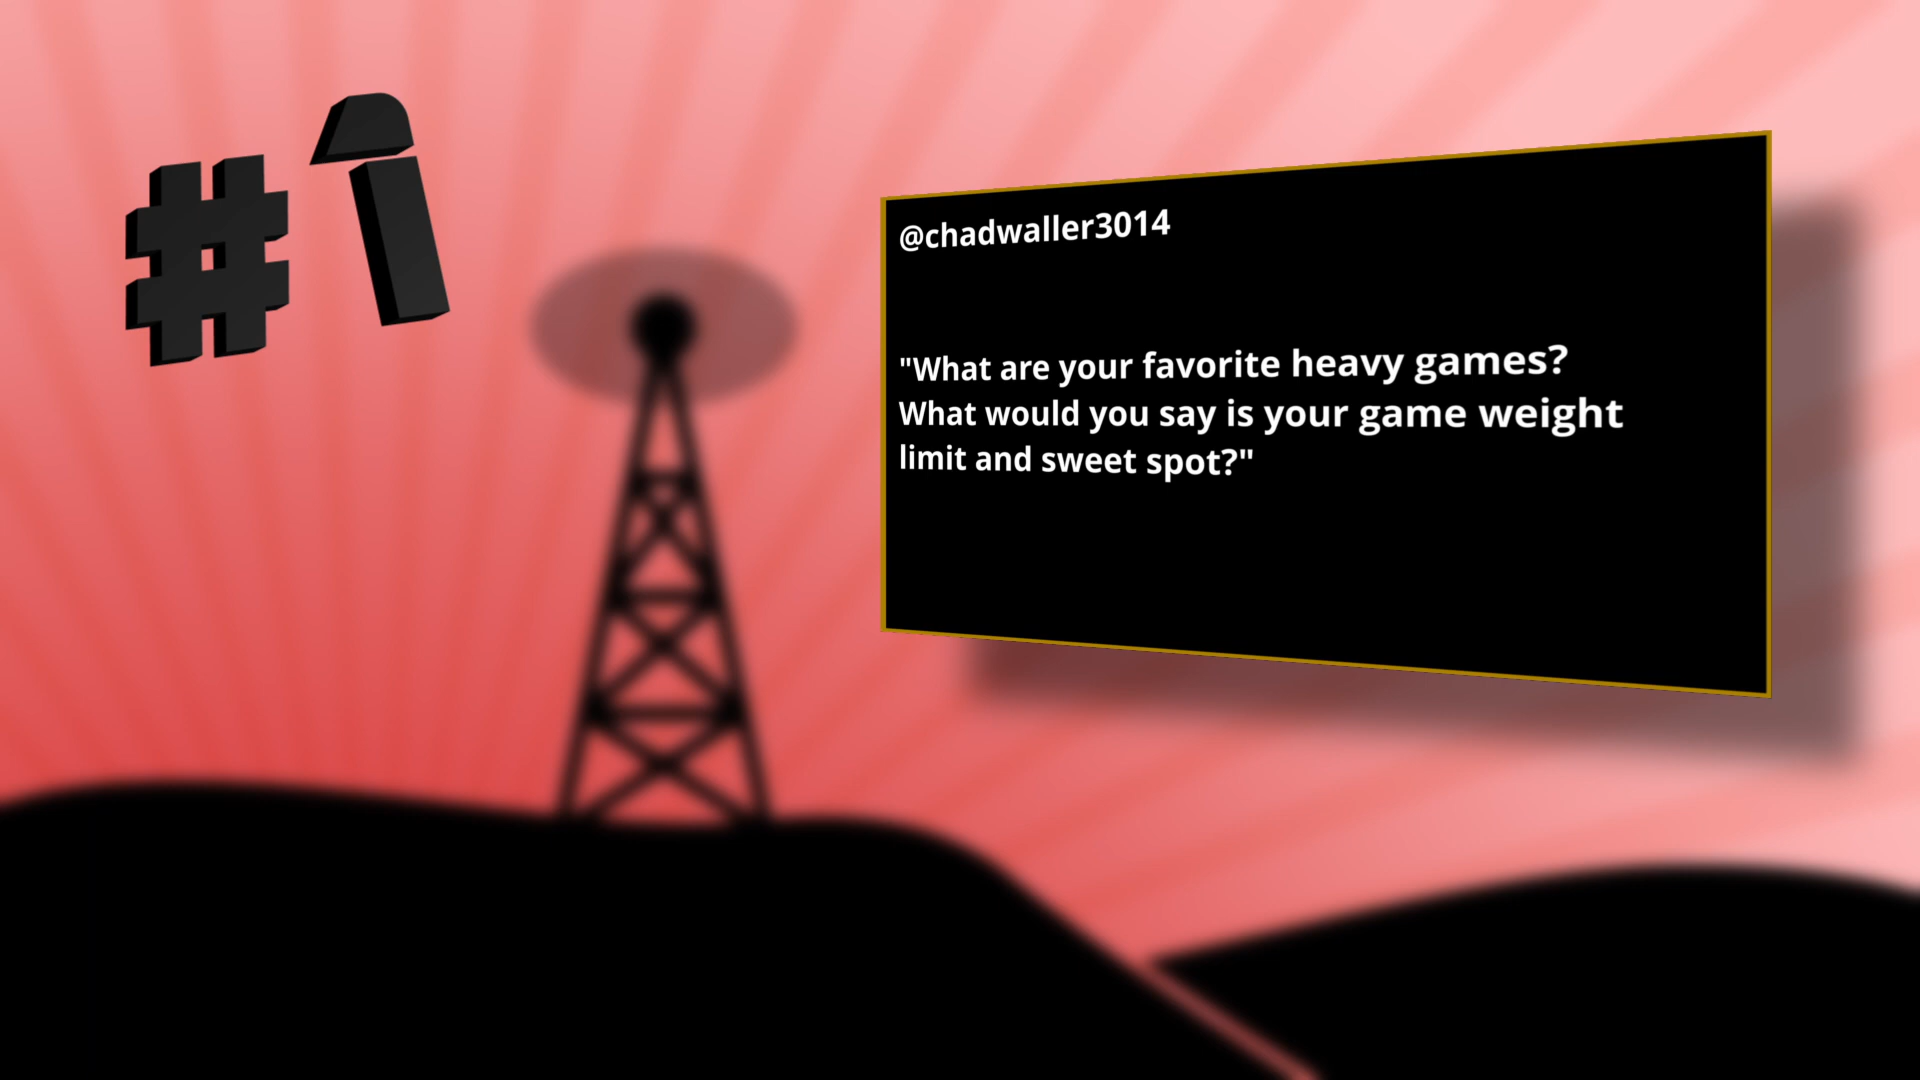 #1
@chadwaller3014
"What are your favorite heavy games?
What would you say is your game weight
limit and sweet spot?"